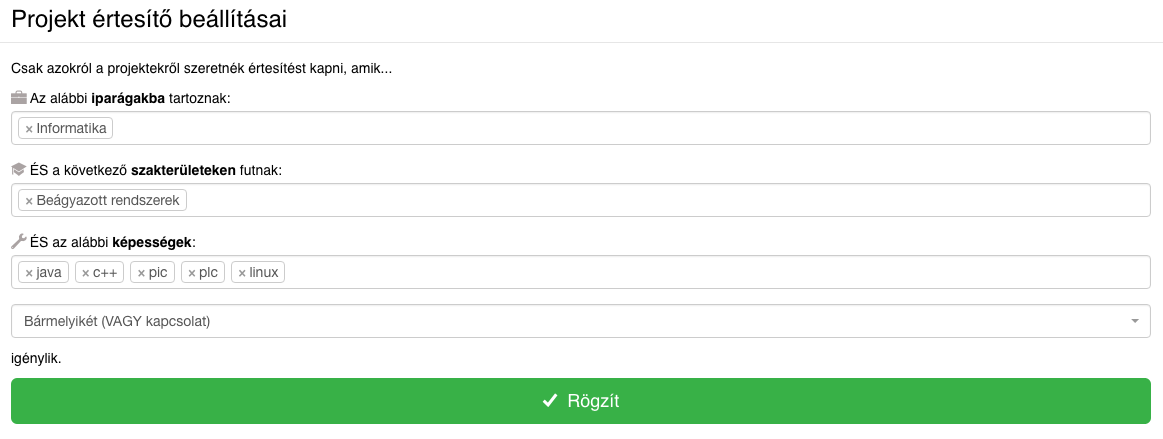 Projekt értesítő beállításai
Csak azokról a projektekről szeretnék értesítést kapni, amik...
Az alábbi iparágakba tartoznak:
× Informatika
ÉS a következő szakterületeken futnak:
× Beágyazott rendszerek
ÉS az alábbi képességek:
× java × c++ × pic × plc × linux
Bármelyikét (VAGY kapcsolat)
igénylik.
Rögzít